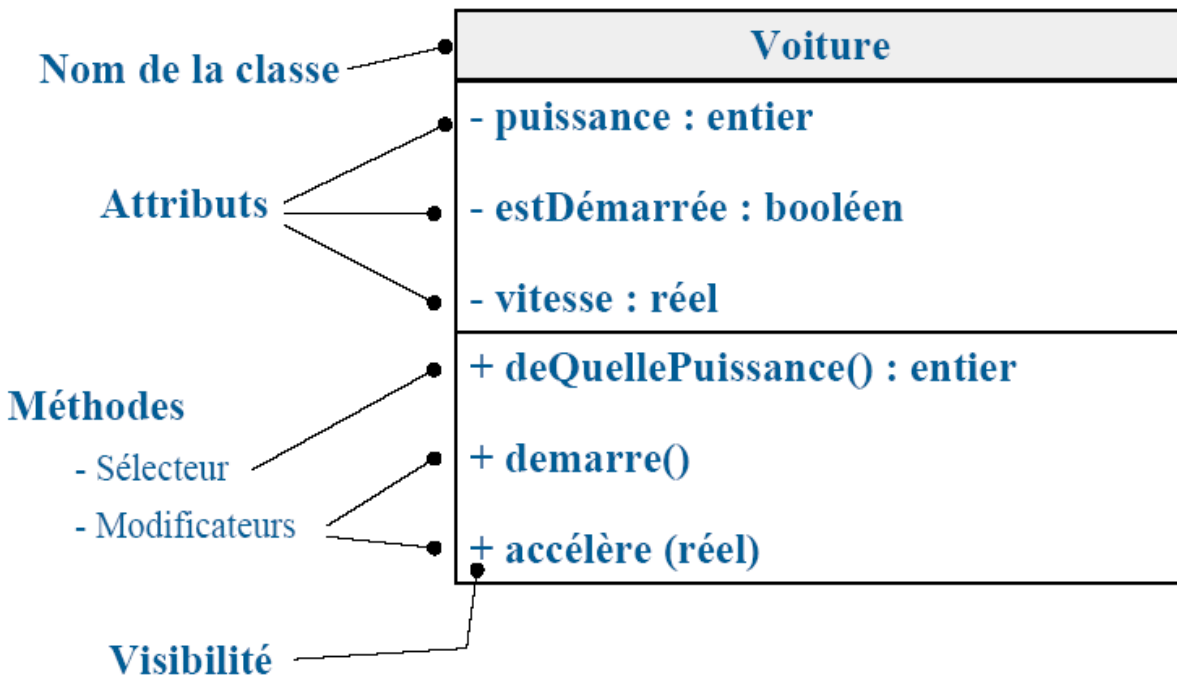 Voiture
Nom de la classe
- puissance : entier
Attributs
- estDémarrée : booléen
- vitesse : réel
+ deQuellePuissance() : entier
Méthodes
- Sélecteur
+ demarre()
- Modificateurs
+ accélère (réel)
Visibilité